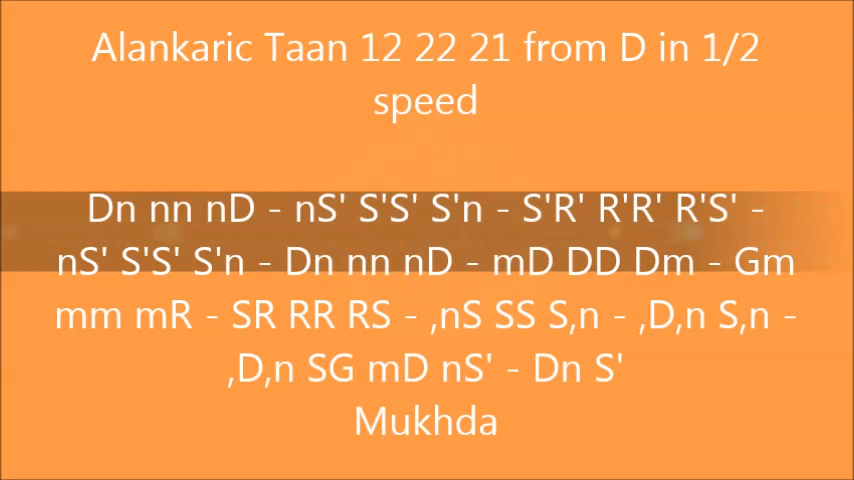 Alankaric Taan 12 22 21 from D in 1/2
speed
Dn nn nD - nS' S'S' S'n - S'R' R'R' R'S' -
nS' S'S' S'n - Dn nn nD - mD DD Dm - Gm
mm mR - SR RR RS - ,nS SS S,n - ,D,n S,n -
,D,n SG mD nS' - Dn S'
Mukhda